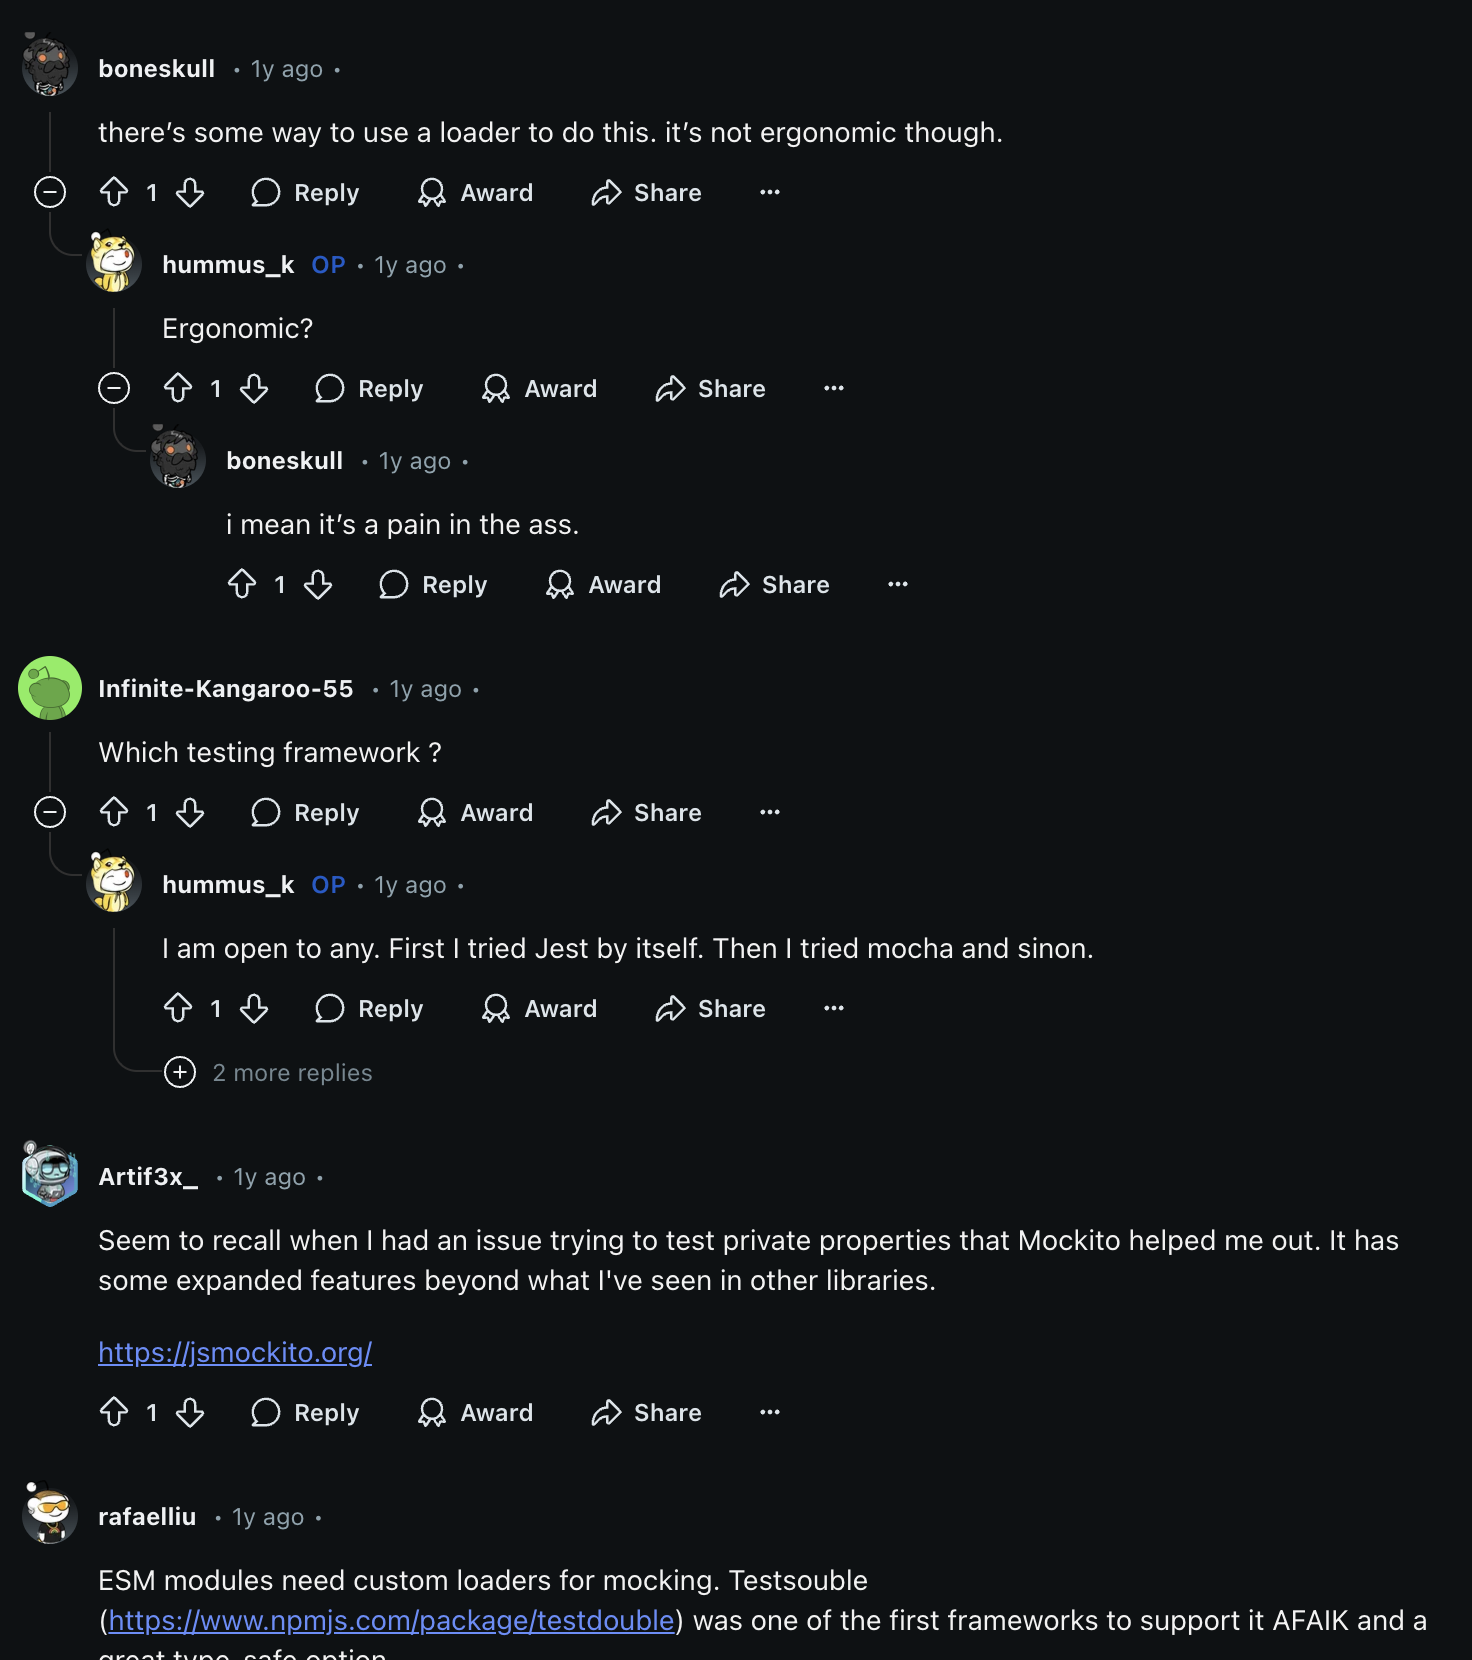 boneskull • 1y ago •
there’s some way to use a loader to do this. it’s not ergonomic though.
1 Reply Award Share ...
hummus_k OP • 1y ago •
Ergonomic?
1 Reply Award Share ...
boneskull • 1y ago •
i mean it’s a pain in the ass.
1 Reply Award Share ...
Infinite-Kangaroo-55 • 1y ago •
Which testing framework ?
1 Reply Award Share ...
hummus_k OP • 1y ago •
I am open to any. First I tried Jest by itself. Then I tried mocha and sinon.
1 Reply Award Share ...
2 more replies
Artif3x_ • 1y ago •
Seem to recall when I had an issue trying to test private properties that Mockito helped me out. It has
some expanded features beyond what I've seen in other libraries.
https://jsmockito.org/
1 Reply Award Share ...
rafaelliu • 1y ago •
ESM modules need custom loaders for mocking. Testsouble
(https://www.npmjs.com/package/testdouble) was one of the first frameworks to support it AFAIK and a
great type-safe option